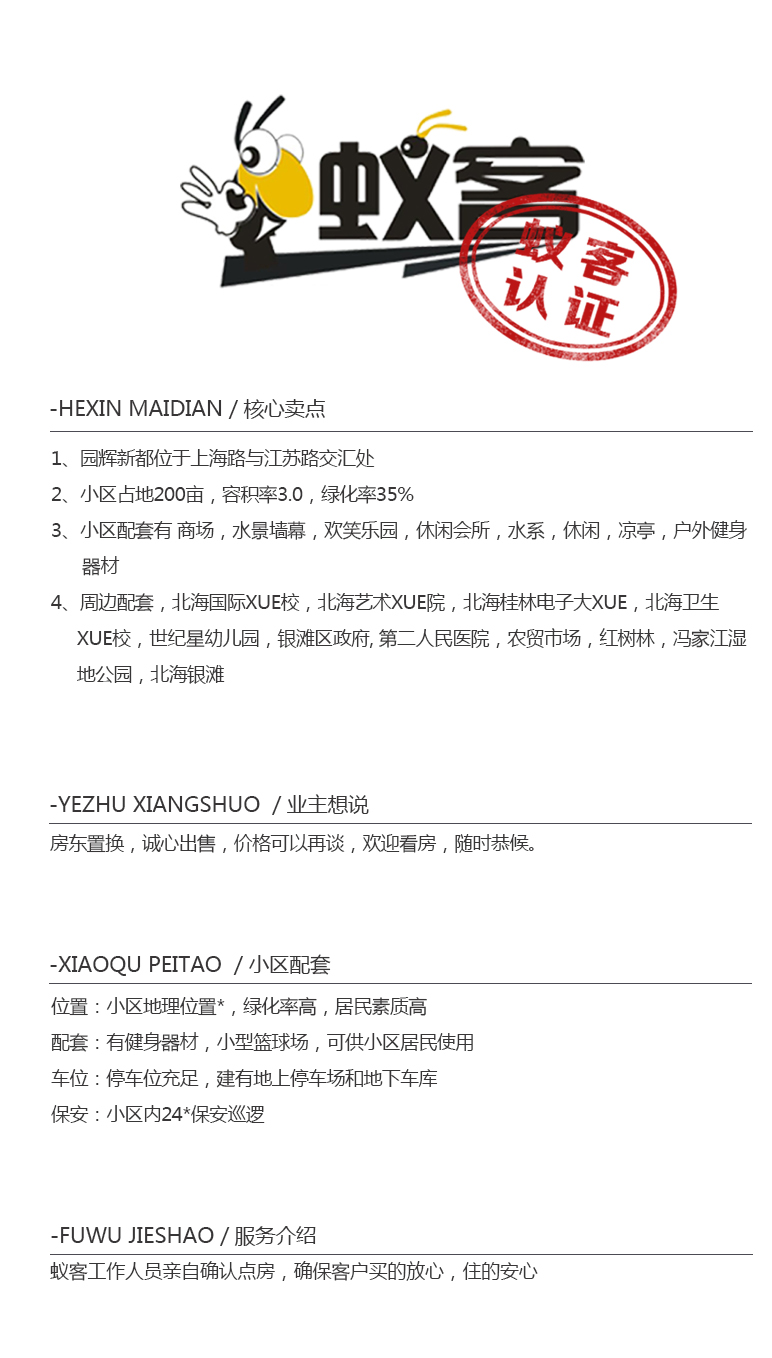 蚁客
蚁客
认证
-HEXIN MAIDIAN / 核心卖点
1、园辉新都位于上海路与江苏路交汇处
2、小区占地200亩，容积率3.0，绿化率35%
3、小区配套有 商场，水景墙幕，欢笑乐园，休闲会所，水系，休闲，凉亭，户外健身
器材
4、周边配套，北海国际XUE校，北海艺术XUE院，北海桂林电子大XUE，北海卫生
XUE校，世纪星幼儿园，银滩区政府, 第二人民医院，农贸市场，红树林，冯家江湿
地公园，北海银滩
-YEZHU XIANGSHUO / 业主想说
房东置换，诚心出售，价格可以再谈，欢迎看房，随时恭候。
-XIAOQU PEITAO / 小区配套
位置：小区地理位置*，绿化率高，居民素质高
配套：有健身器材，小型篮球场，可供小区居民使用
车位：停车位充足，建有地上停车场和地下车库
保安：小区内24*保安巡逻
-FUWU JIESHAO / 服务介绍
蚁客工作人员亲自确认点房，确保客户买的放心，住的安心